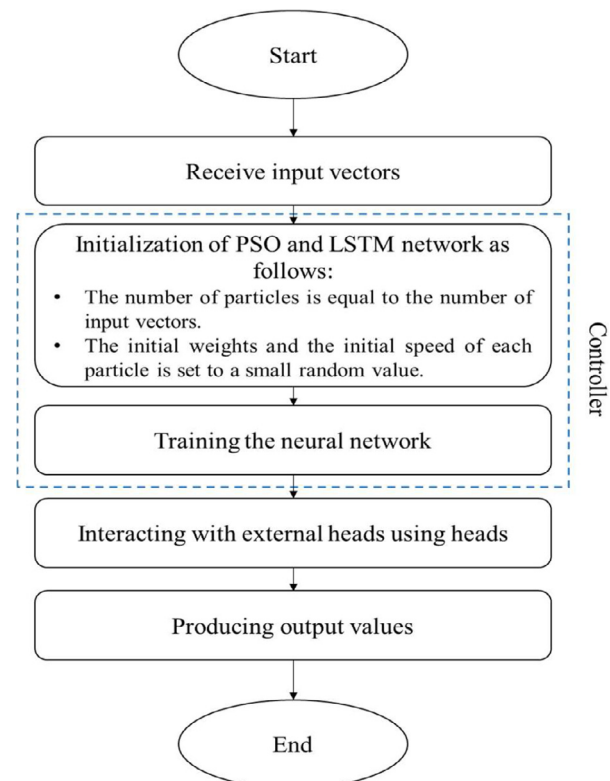 Start
Receive input vectors
Initialization of PSO and LSTM network as
follows:
• The number of particles is equal to the number of
input vectors.
• The initial weights and the initial speed of each
particle is set to a small random value.
Controller
Training the neural network
Interacting with external heads using heads
Producing output values
End